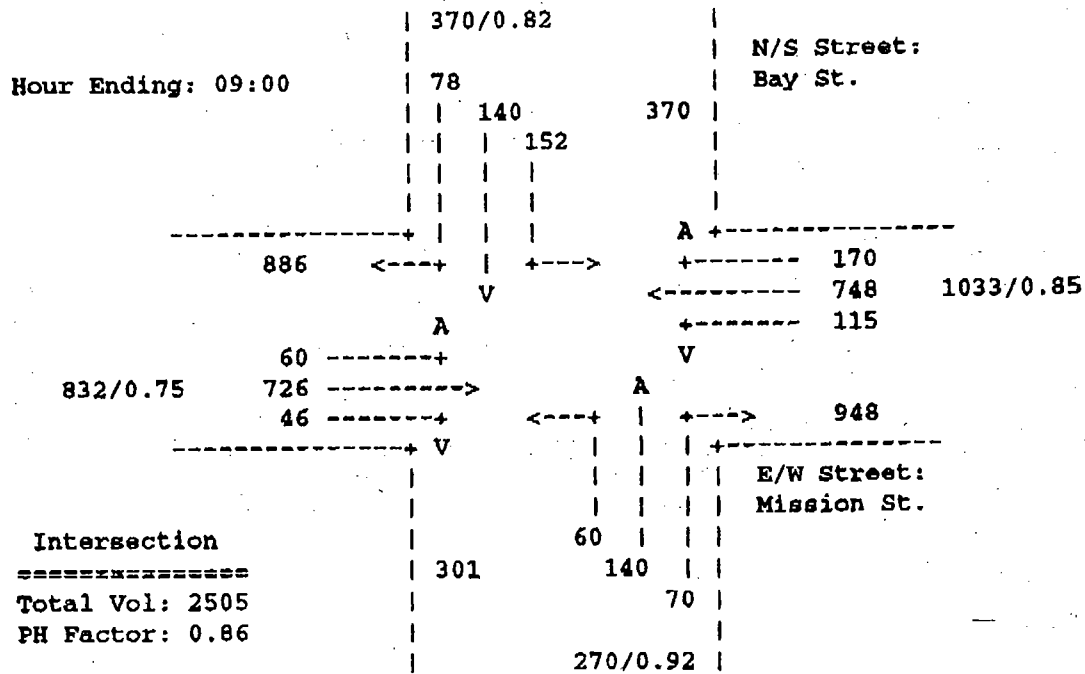 370/0.82
N/S Street:
Hour Ending: 09:00 78 Bay St.
140 370
152
A
886 <---+ | +---> +------- 170
V <--------- 748 1033/0.85
A +------- 115
60 -------+ V
832/0.75 726 ---------> A
46 -------+ <---+ | +---> 948
V
E/W Street:
Mission St.
Intersection 60
=============== 301 140
Total Vol: 2505 70
PH Factor: 0.86
270/0.92